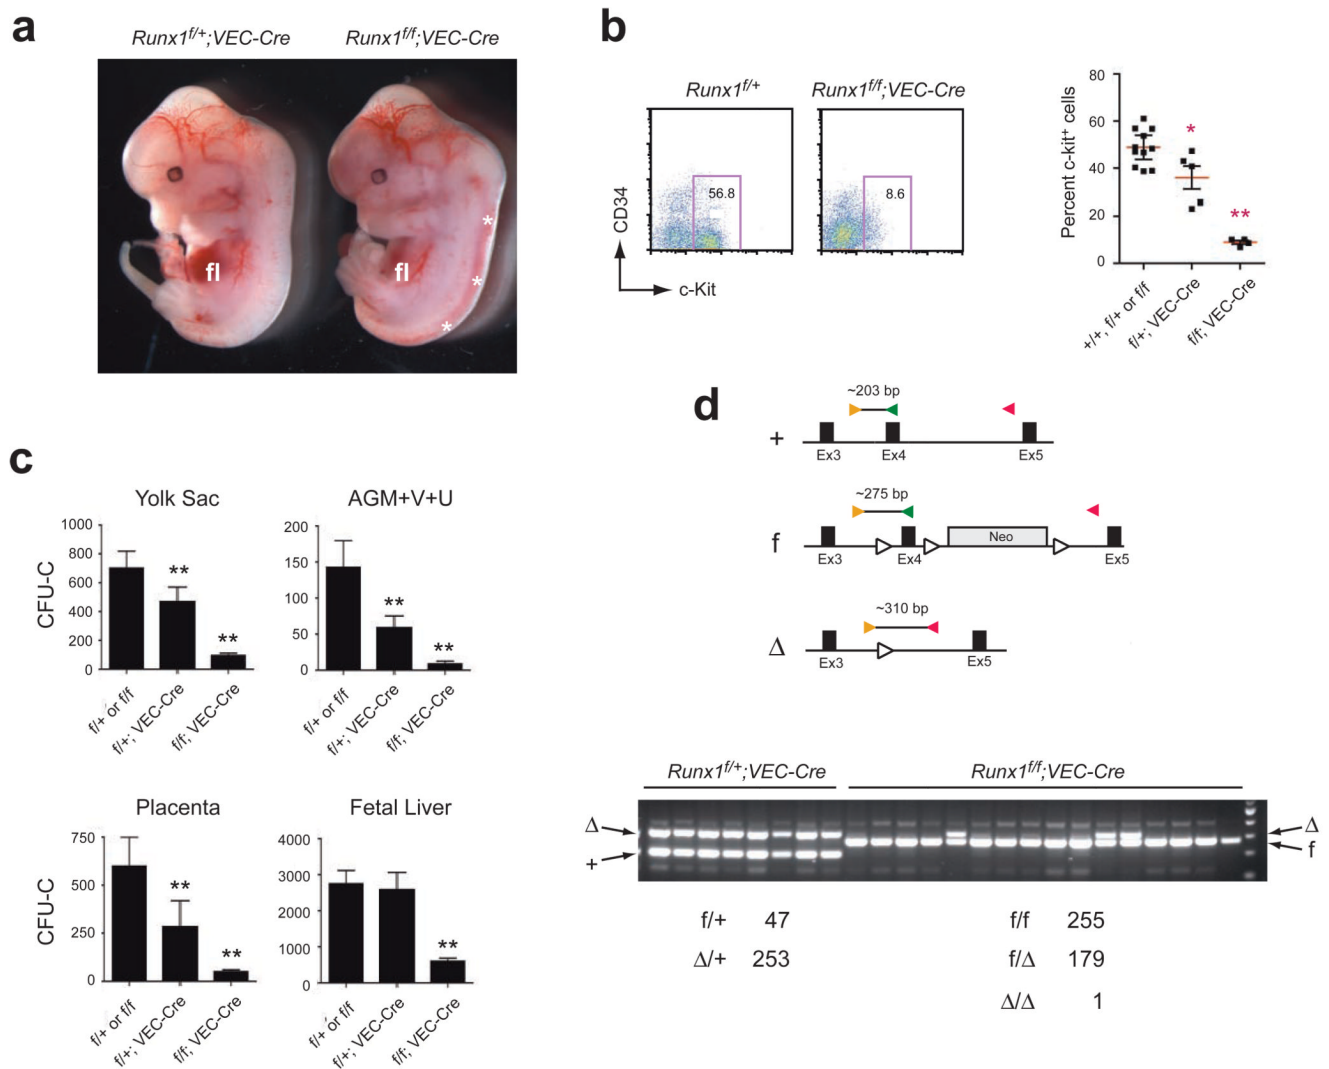 a
Runx1f/+;VEC-Cre
Runx1f/f;VEC-Cre
fl
fl
*
*
*
b
Runx1f/+
Runx1f/f;VEC-Cre
56.8
8.6
CD34
c-Kit
Percent c-kit+ cells
80
60
40
20
0
*
**
+/+, f/+ or f/f
f/+; VEC-Cre
f/f; VEC-Cre
c
Yolk Sac
CFU-C
1000
800
600
400
200
0
**
**
f/+ or f/f
f/+; VEC-Cre
f/f; VEC-Cre
AGM+V+U
200
150
100
50
0
**
**
f/+ or f/f
f/+; VEC-Cre
f/f; VEC-Cre
Placenta
CFU-C
750
500
250
0
**
**
f/+ or f/f
f/+; VEC-Cre
f/f; VEC-Cre
Fetal Liver
4000
3000
2000
1000
0
**
f/+ or f/f
f/+; VEC-Cre
f/f; VEC-Cre
d
~203 bp
+
Ex3 Ex4 Ex5
~275 bp
f
Neo
Ex3 Ex4 Ex5
~310 bp
Δ
Ex3 Ex5
Runx1f/+;VEC-Cre
Runx1f/f;VEC-Cre
Δ
+
Δ
f
f/+ 47
Δ/+ 253
f/f 255
f/Δ 179
Δ/Δ 1